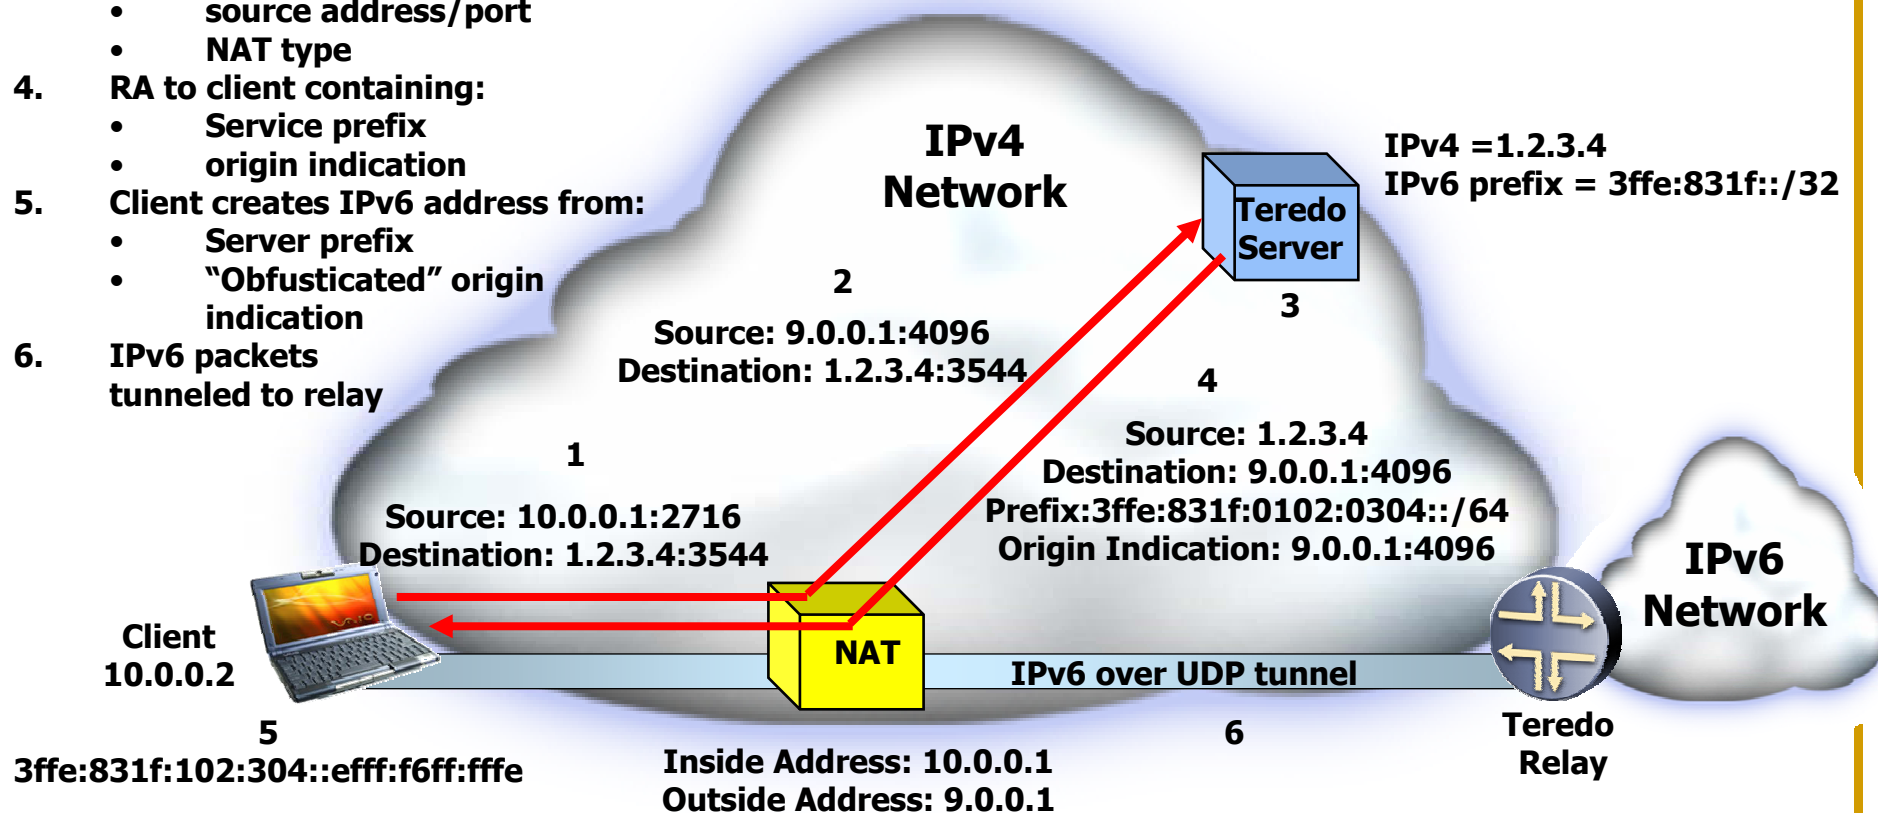 • source address/port
• NAT type
4. RA to client containing:
• Service prefix
• origin indication
5. Client creates IPv6 address from:
• Server prefix
• “Obfusticated” origin
indication
6. IPv6 packets
tunneled to relay
IPv4
Network
IPv4 =1.2.3.4
IPv6 prefix = 3ffe:831f::/32
Teredo
Server
3
2
Source: 9.0.0.1:4096
Destination: 1.2.3.4:3544
4
Source: 1.2.3.4
Destination: 9.0.0.1:4096
Prefix:3ffe:831f:0102:0304::/64
Origin Indication: 9.0.0.1:4096
1
Source: 10.0.0.1:2716
Destination: 1.2.3.4:3544
IPv6
Network
Client
10.0.0.2
VAIO
NAT
IPv6 over UDP tunnel
5
3ffe:831f:102:304::efff:f6ff:fffe
Inside Address: 10.0.0.1
Outside Address: 9.0.0.1
6
Teredo
Relay